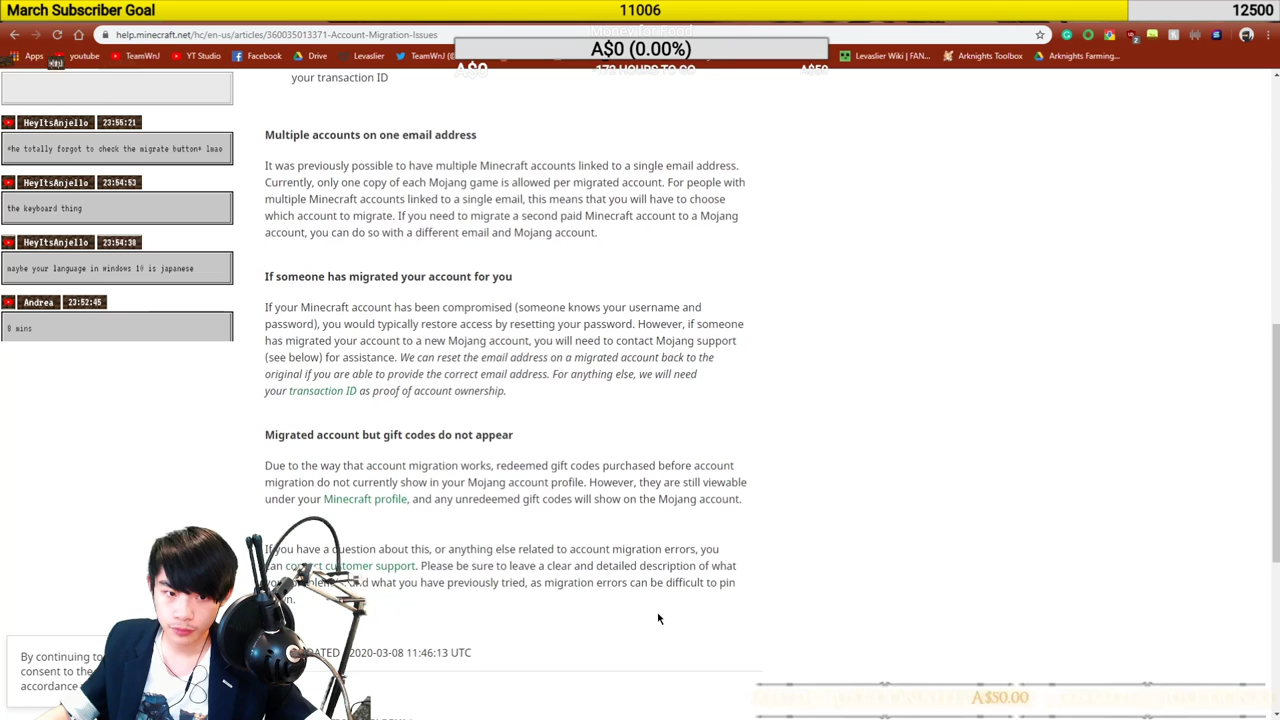 March Subscriber Goal
11006
12500
help.minecraft.net/hc/en-us/articles/360035013371-Account-Migration-Issues
Money for Food
A$0 (0.00%)
A$0
172 HOURS TO GO
A$50
Apps
youtube
TeamWnJ
YT Studio
Facebook
Drive
Levaslier
TeamWnJ (@
Levaslier Wiki | FAN...
Arknights Toolbox
Arknights Farming...
your transaction ID
HeyItsAnjello 23:55:21
*he totally forgot to check the migrate button* lmao
HeyItsAnjello 23:54:53
the keyboard thing
HeyItsAnjello 23:54:38
maybe your language in windows 10 is japanese
Andrea 23:52:45
8 mins
Multiple accounts on one email address
It was previously possible to have multiple Minecraft accounts linked to a single email address.
Currently, only one copy of each Mojang game is allowed per migrated account. For people with
multiple Minecraft accounts linked to a single email, this means that you will have to choose
which account to migrate. If you need to migrate a second paid Minecraft account to a Mojang
account, you can do so with a different email and Mojang account.
If someone has migrated your account for you
If your Minecraft account has been compromised (someone knows your username and
password), you would typically restore access by resetting your password. However, if someone
has migrated your account to a new Mojang account, you will need to contact Mojang support
(see below) for assistance. We can reset the email address on a migrated account back to the
original if you are able to provide the correct email address. For anything else, we will need
your transaction ID as proof of account ownership.
Migrated account but gift codes do not appear
Due to the way that account migration works, redeemed gift codes purchased before account
migration do not currently show in your Mojang account profile. However, they are still viewable
under your Minecraft profile, and any unredeemed gift codes will show on the Mojang account.
If you have a question about this, or anything else related to account migration errors, you
can contact customer support. Please be sure to leave a clear and detailed description of what
and what you have previously tried, as migration errors can be difficult to pin
2020-03-08 11:46:13 UTC
By continuing to
consent to the
accordance
A$50.00